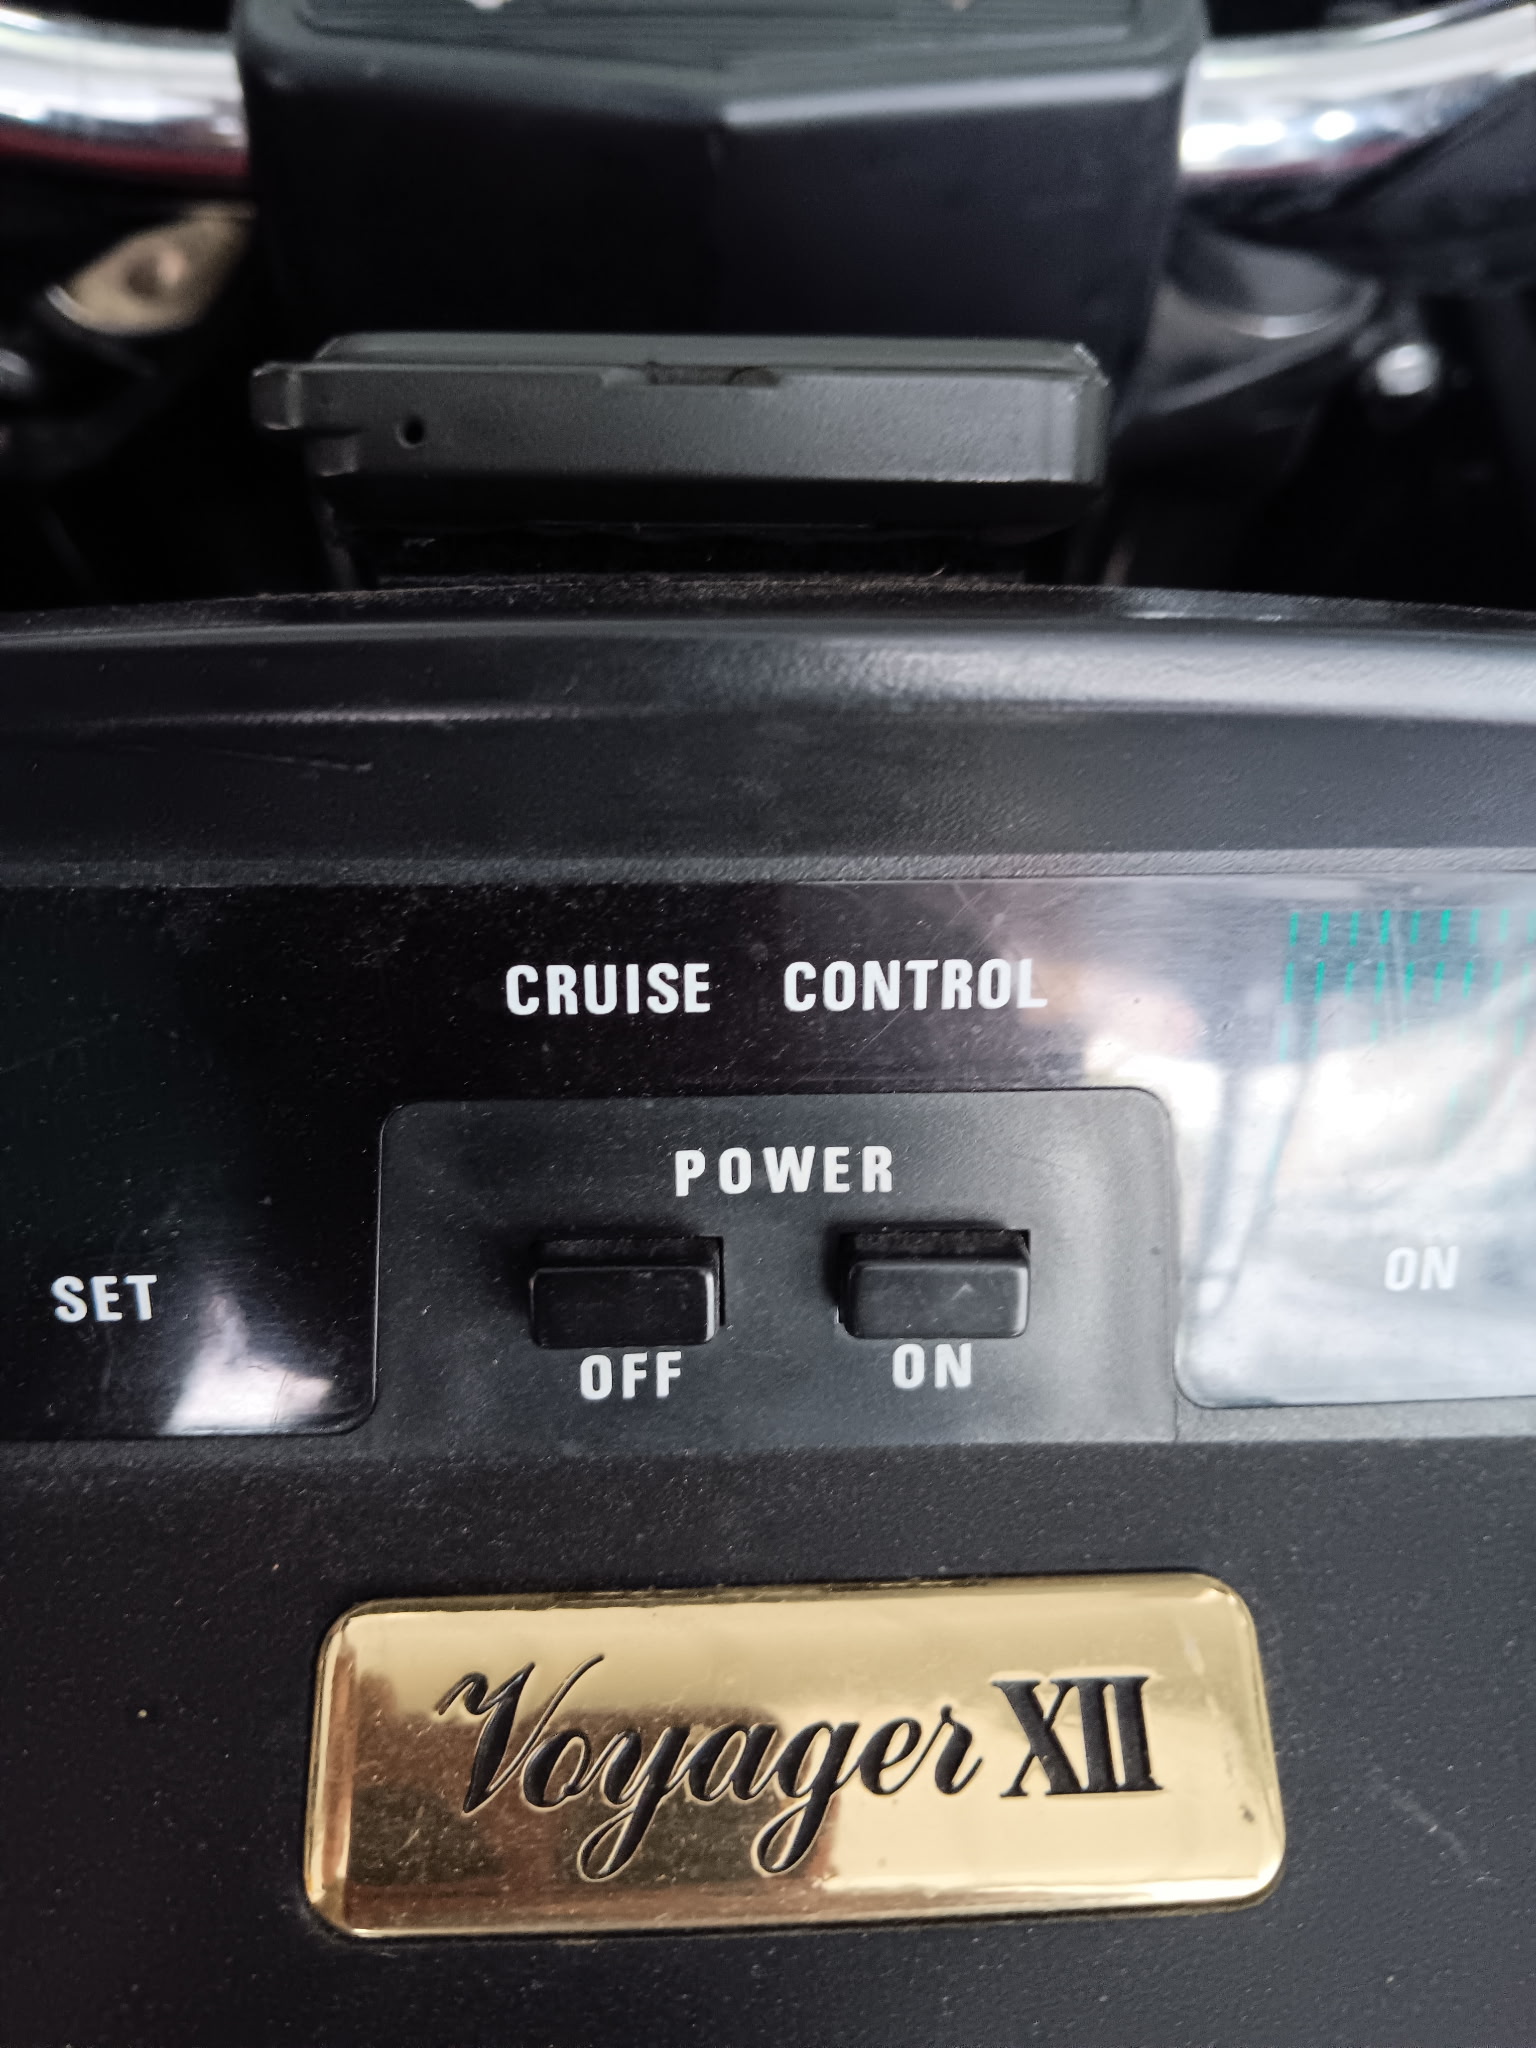 CRUISE CONTROL
POWER
SET
ON
OFF
ON
Voyager XII